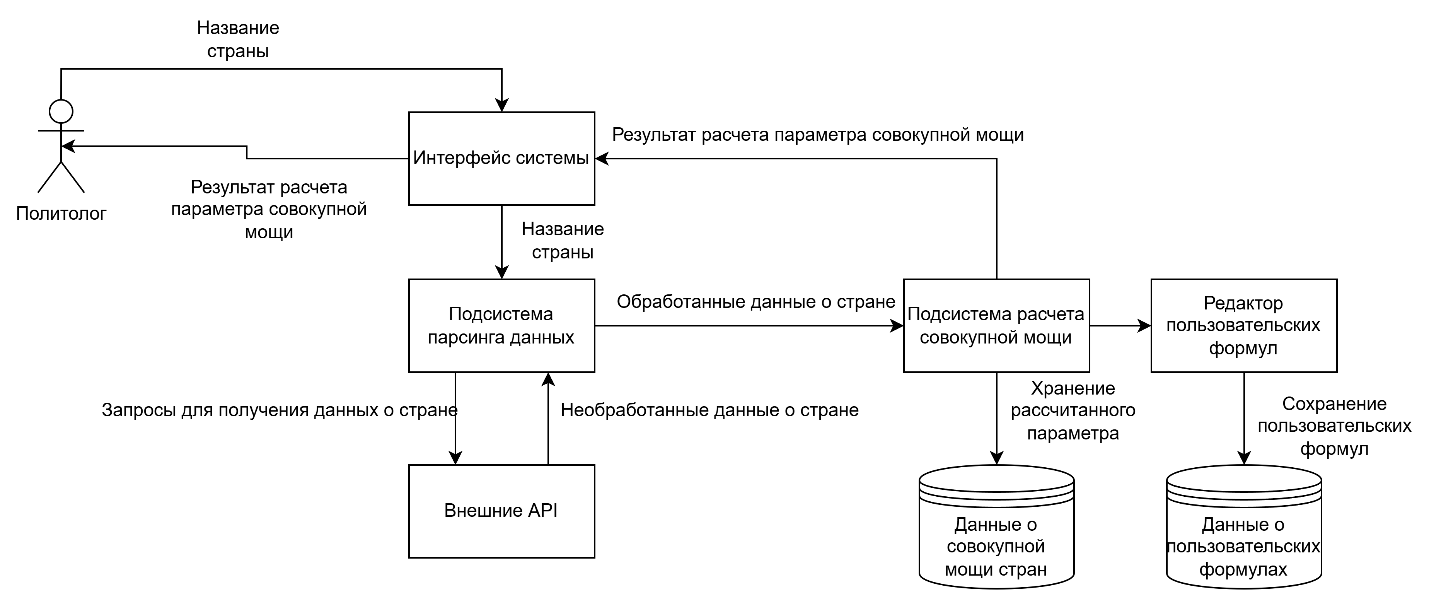 Название
страны
Политолог
Интерфейс системы
Результат расчета параметра совокупной мощи
Результат расчета
параметра совокупной
мощи
Название
страны
Подсистема
парсинга данных
Обработанные данные о стране
Подсистема расчета
совокупной мощи
Редактор
пользовательских
формул
Запросы для получения данных о стране
Необработанные данные о стране
Хранение
рассчитанного
параметра
Сохранение
пользовательских
формул
Внешние API
Данные о
совокупной
мощи стран
Данные о
пользовательских
формулах